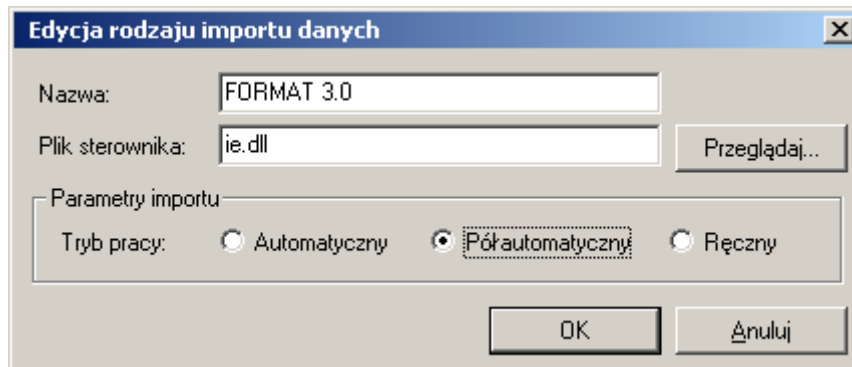 Edycja rodzaju importu danych
Nazwa: FORMAT 3.0
Plik sterownika: ie.dll Przeglądaj...
Parametry importu
Tryb pracy: Automatyczny Półautomatyczny Ręczny
OK Anuluj